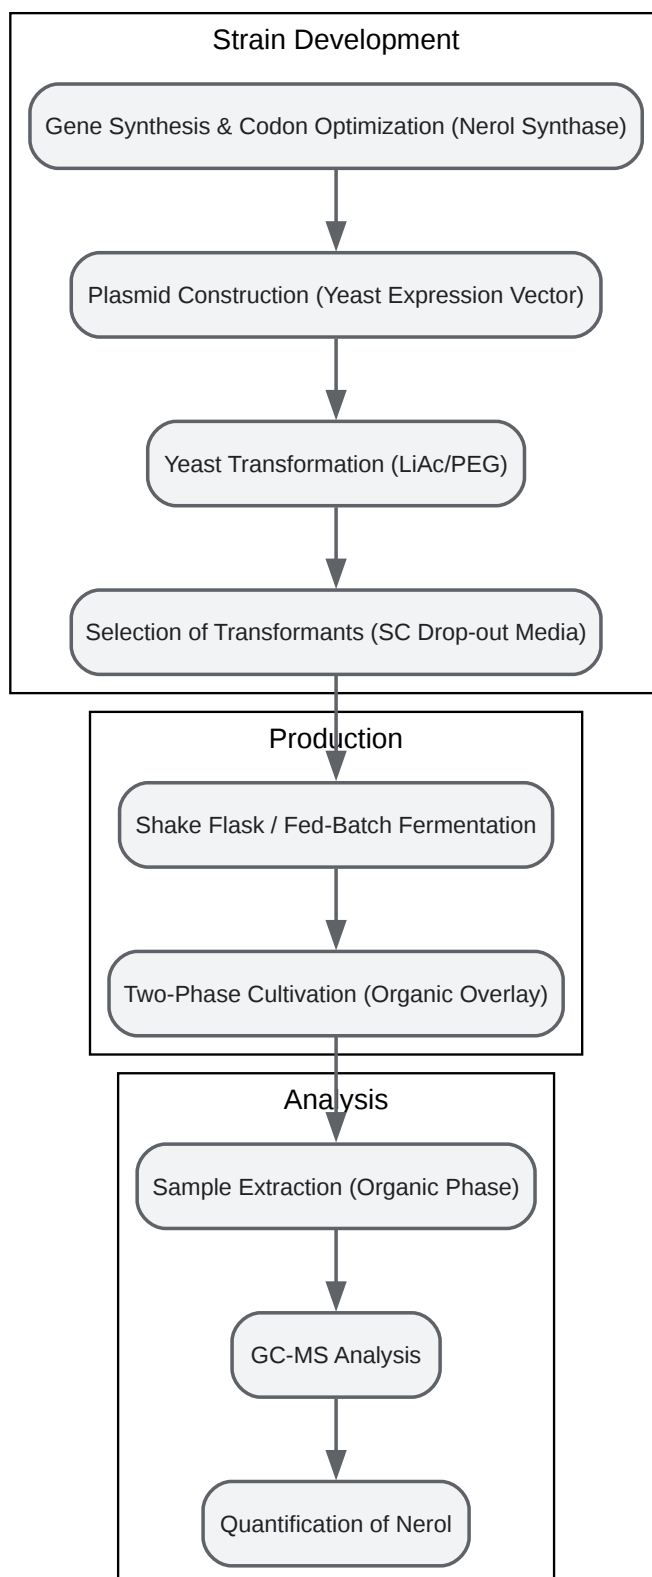 Strain Development
Gene Synthesis & Codon Optimization (Nerol Synthase)
Plasmid Construction (Yeast Expression Vector)
Yeast Transformation (LiAc/PEG)
Selection of Transformants (SC Drop-out Media)
Production
Shake Flask / Fed-Batch Fermentation
Two-Phase Cultivation (Organic Overlay)
Analysis
Sample Extraction (Organic Phase)
GC-MS Analysis
Quantification of Nerol